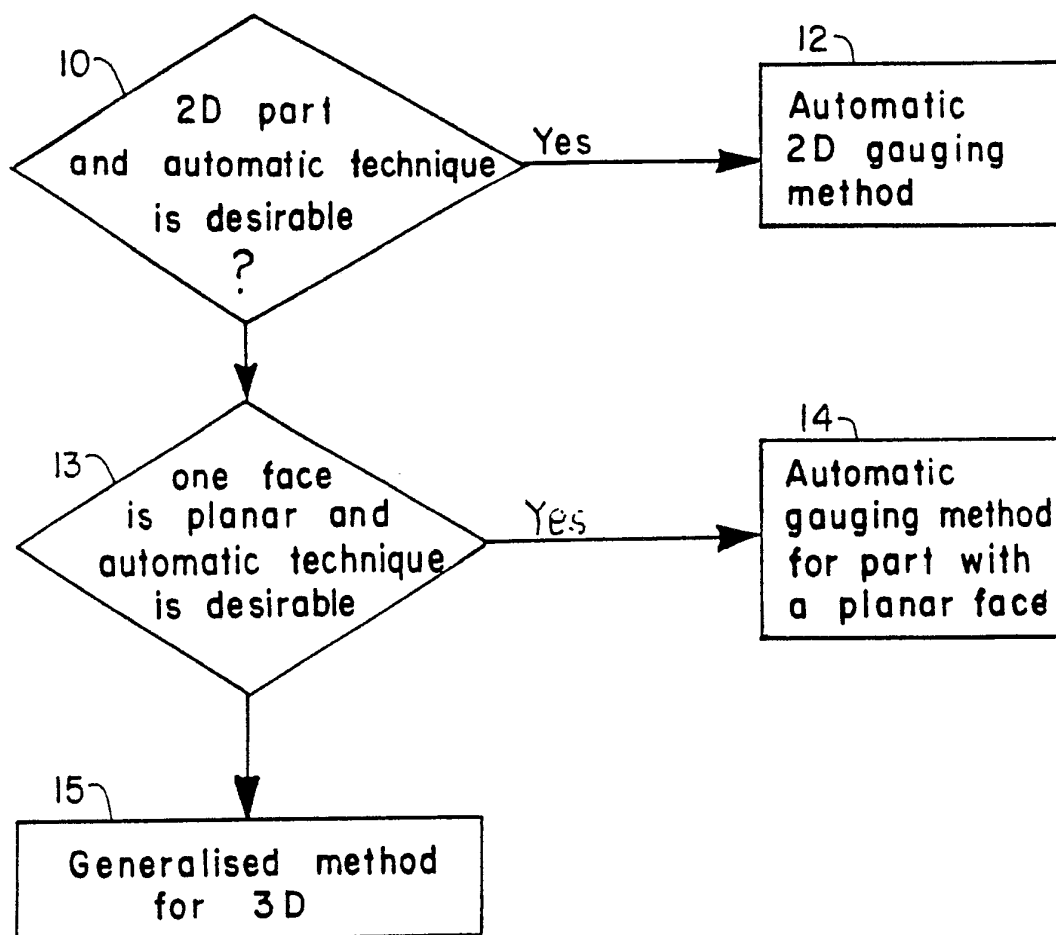 10
2D part
and automatic technique
is desirable
?
Yes
12
Automatic
2D gauging
method
13
one face
is planar and
automatic technique
is desirable
Yes
14
Automatic
gauging method
for part with
a planar face
15
Generalised method
for 3D